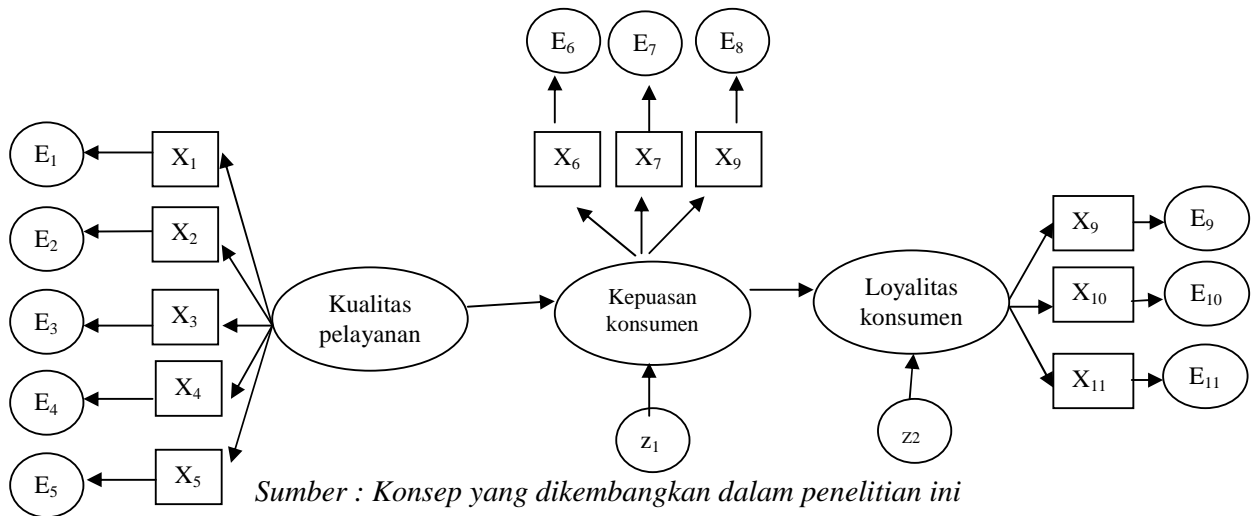 E6 E7 E8
X6 X7 X9
E1 X1
E2 X2
E3 X3
E4 X4
E5 X5
Kualitas
pelayanan
Kepuasan
konsumen
Loyalitas
konsumen
X9 E9
X10 E10
X11 E11
z1
z2
Sumber : Konsep yang dikembangkan dalam penelitian ini